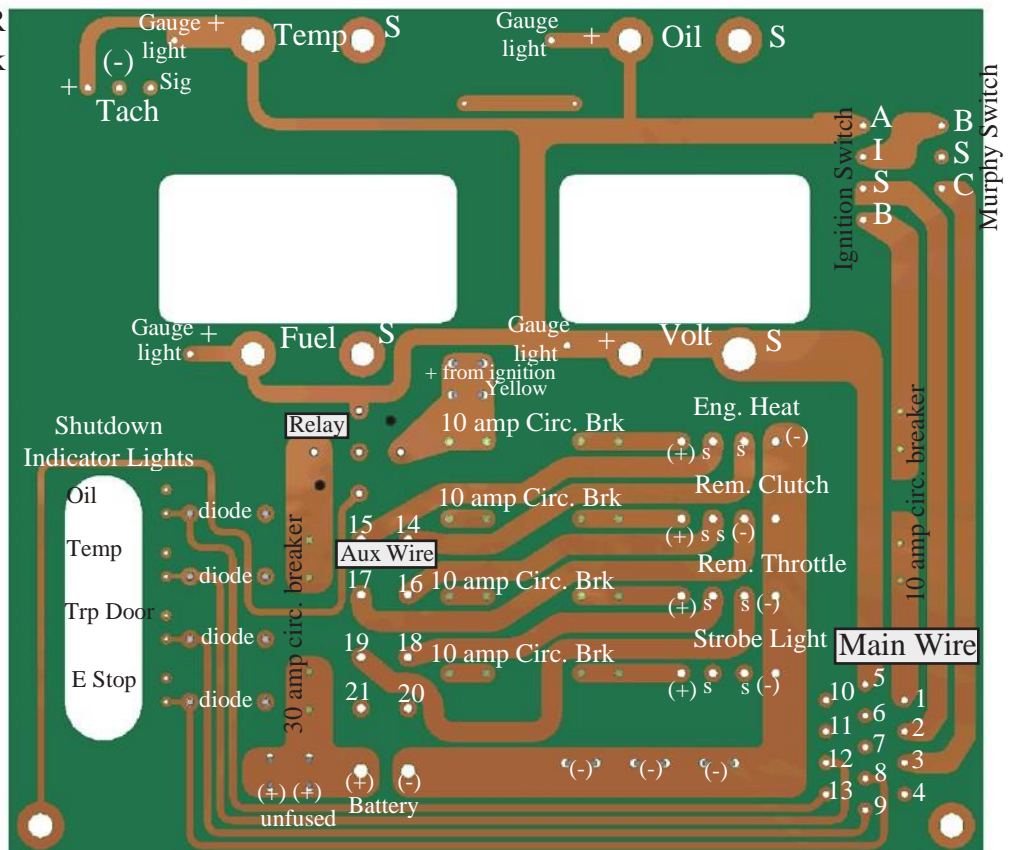 R
K
Gauge + Temp S
light
(-)
+ Sig
Tach
Gauge
light + Oil S
A B
I S
S C
B
Ignition Switch
Murphy Switch
Gauge + Fuel S
light
Gauge
light + Volt S
+ from ignition
Yellow
Relay
10 amp Circ. Brk
Eng. Heat
(+) s s (-)
Shutdown
Indicator Lights
Oil
diode
Temp
diode
Trp Door
diode
E Stop
diode
30 amp circ. breaker
10 amp Circ. Brk
Rem. Clutch
(+) s s (-)
15 14
Aux Wire
17 16
10 amp Circ. Brk
Rem. Throttle
(+) s s (-)
19 18
10 amp Circ. Brk
Strobe Light
(+) s s (-)
21 20
10 amp circ. breaker
Main Wire
5
10 1
6
11 2
7
12 3
8
13 4
9
(+) (+) (+) (-)
unfused
Battery
(-) (-) (-)